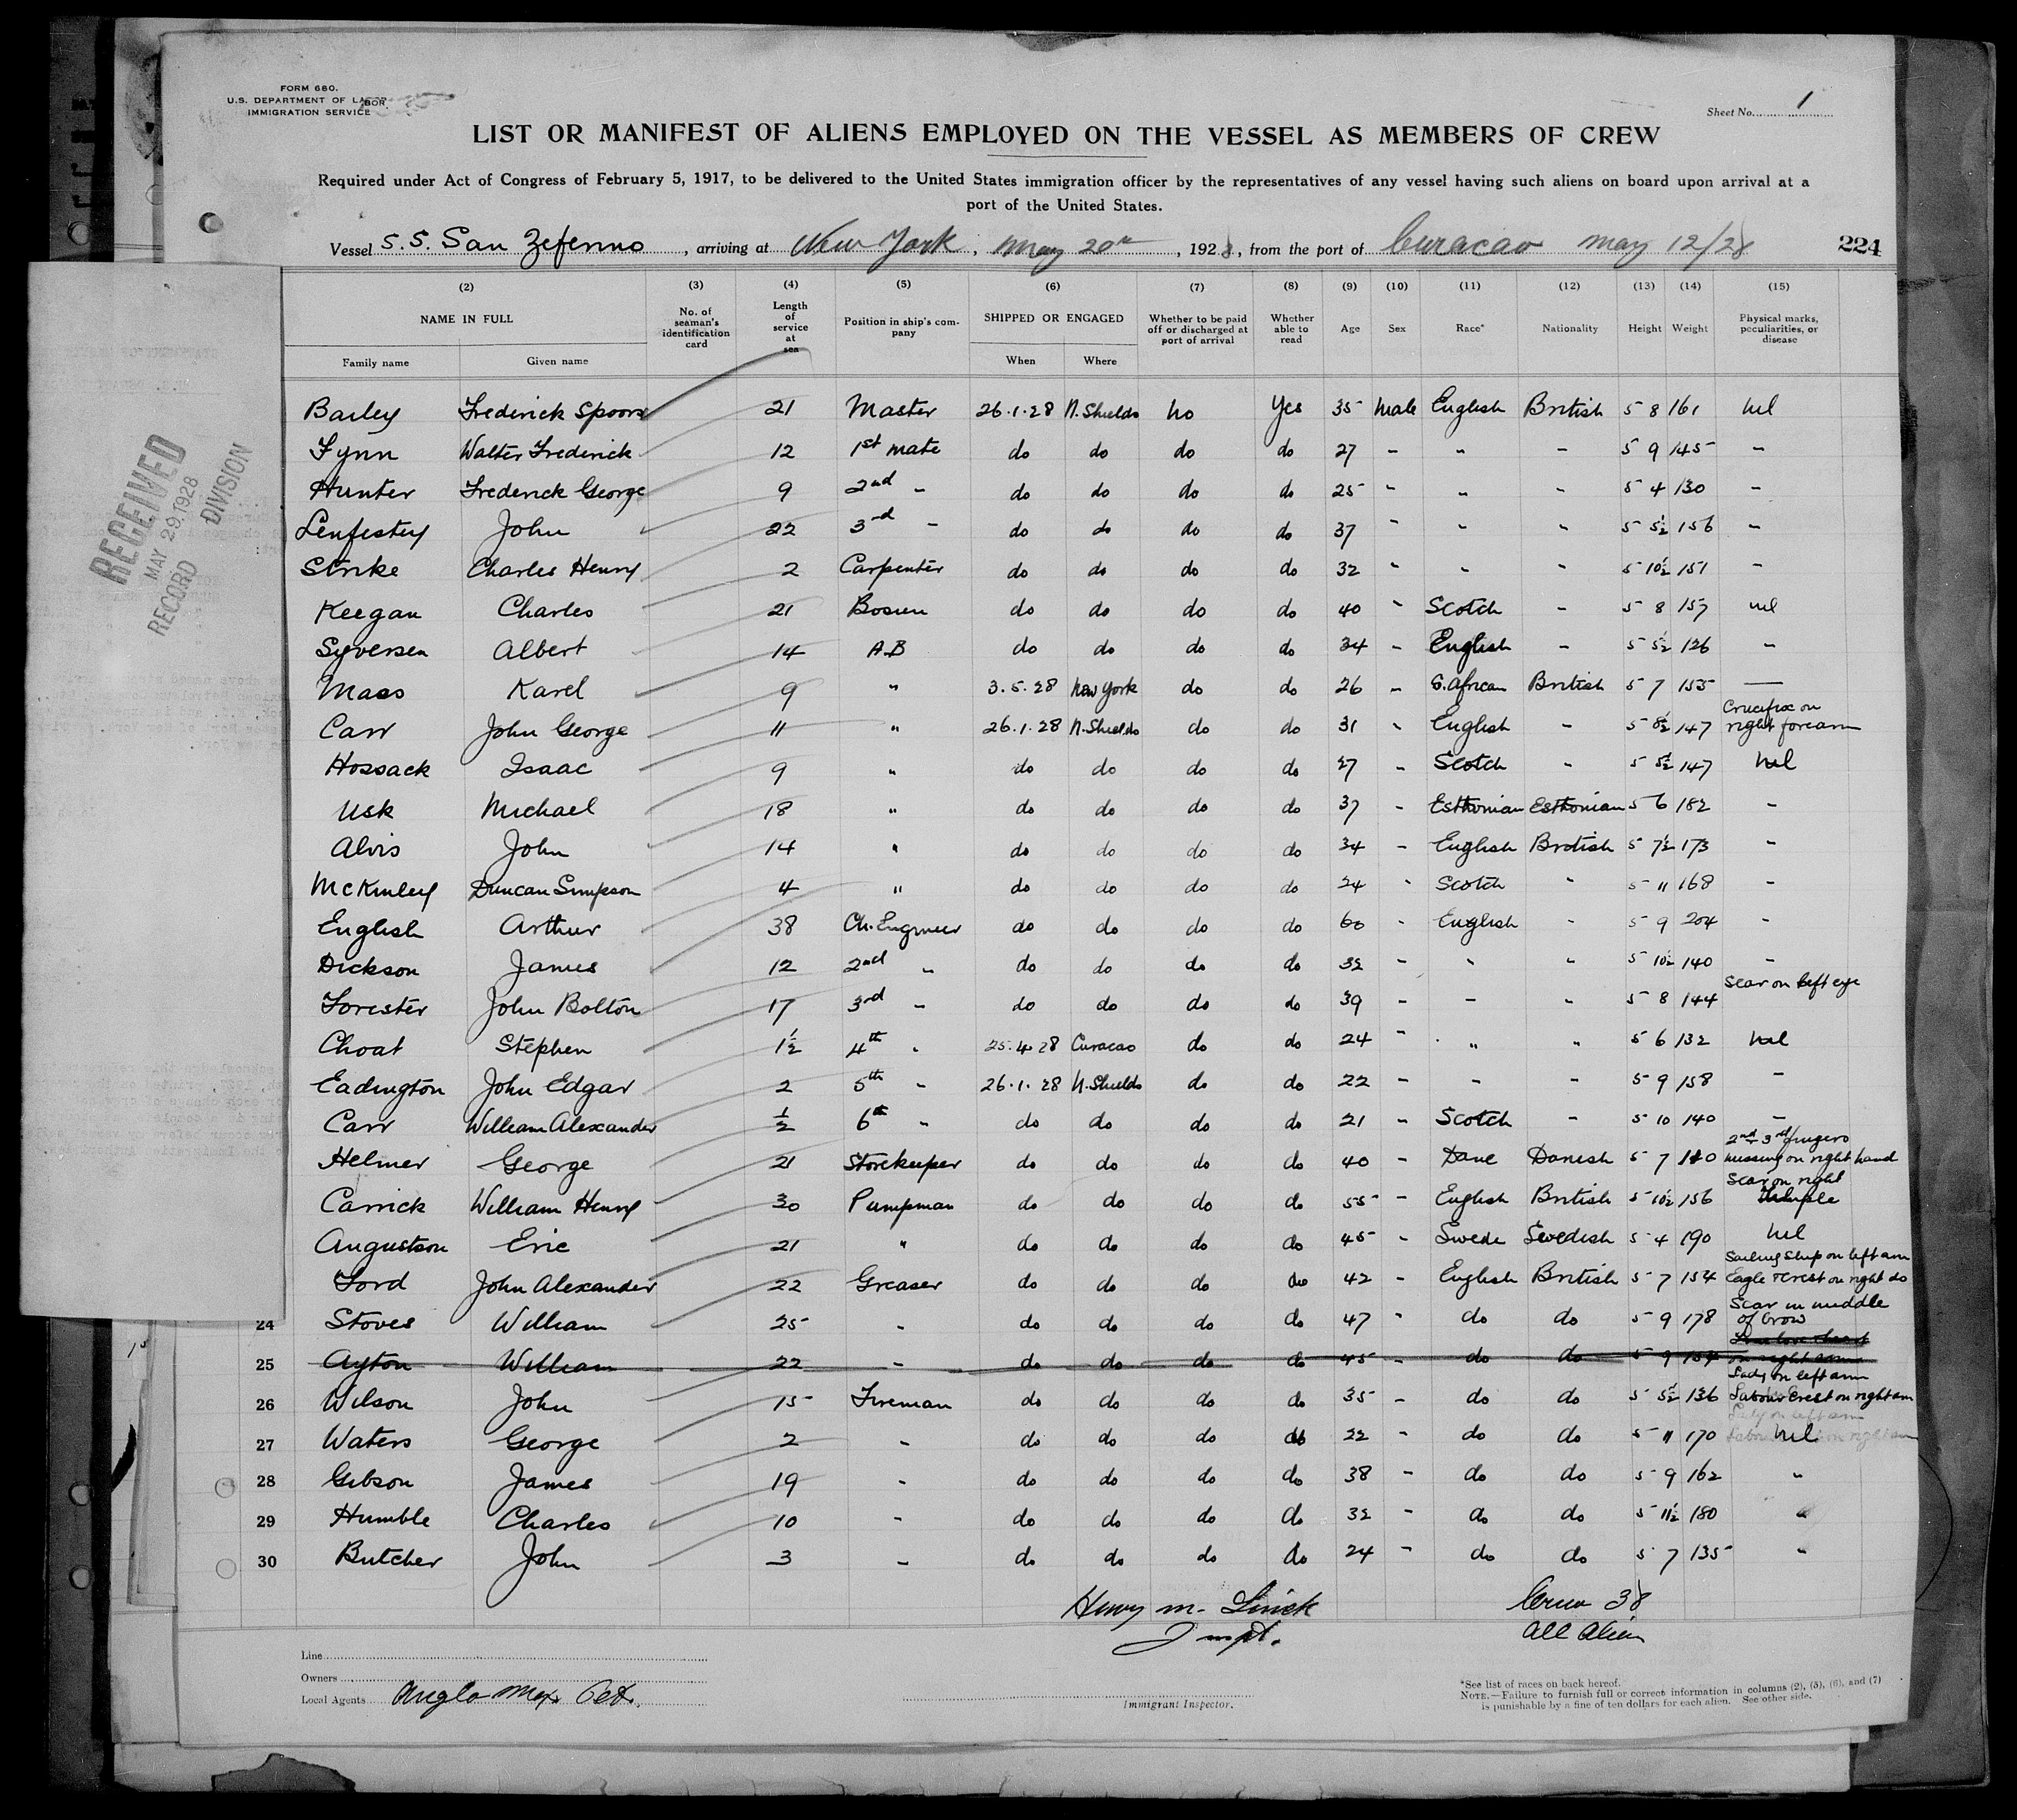 FORM 680.
U.S. DEPARTMENT OF LABOR
IMMIGRATION SERVICE
Sheet No. 1
LIST OR MANIFEST OF ALIENS EMPLOYED ON THE VESSEL AS MEMBERS OF CREW
Required under Act of Congress of February 5, 1917, to be delivered to the United States immigration officer by the representatives of any vessel having such aliens on board upon arrival at a
port of the United States.
Vessel S.S. San Zeferino, arriving at New York, May 20th, 1928, from the port of Curacao May 12/28
224
(2) (3) (4) (5) (6) (7) (8) (9) (10) (11) (12) (13) (14) (15)
NAME IN FULL No. of seaman's identification card Length of service at sea Position in ship's company SHIPPED OR ENGAGED Whether to be paid off or discharged at port of arrival Whether able to read Age Sex Race* Nationality Height Weight Physical marks, peculiarities, or disease
Family name Given name When Where
Barley Frederick Spoors 21 Master 26.1.28 N.Shields no Yes 35 male English British 5 8 161 nil
Fynn Walter Frederick 12 1st mate do do do do 27 - " - 5 9 145 -
Hunter Frederick George 9 2nd - do do do do 25 " " " 5 4 130 -
Lenfestey John 22 3rd - do do do do 37 " " " 5 5½ 156 -
Strike Charles Henry 2 Carpenter do do do do 32 " " " 5 10½ 151 -
Keegan Charles 21 Bosun do do do do 40 " Scotch - 5 8 157 nil
Syversen Albert 14 A.B do do do do 34 - English - 5 5½ 126 -
Maas Karel 9 " 3.5.28 New York do do 26 - S.African British 5 7 155 —
Carr John George 11 " 26.1.28 N.Shields do do 31 " English - 5 8½ 147 Crucifix on right forearm
Hossack Isaac 9 " do do do do 27 - Scotch " 5 5½ 147 Nil
Usk Michael 18 " do do do do 37 - Esthonian Esthonian 5 6 182 -
Alvis John 14 " do do do do 34 - English British 5 7½ 173 -
McKinley Duncan Simpson 4 " do do do do 24 " Scotch " 5 11 168 -
English Arthur 38 Ch.Engineer do do do do 60 - English " 5 9 204 -
Dickson James 12 2nd " do do do do 32 - " " 5 10½ 140 -
Forester John Bolton 17 3rd - do do do do 39 - - " 5 8 144 Scar on left eye
Choat Stephen 1½ 4th " 25.4.28 Curacao do do 24 - " " 5 6 132 Nil
Eadington John Edgar 2 5th - 26.1.28 N.Shields do do 22 - - - 5 9 158 -
Carr William Alexander ½ 6th " do do do do 21 - Scotch - 5 10 140 -
Helmer George 21 Storekeeper do do do do 40 - Dane Danish 5 7 2nd 3rd fingers missing on right hand
Carrick William Henry 30 Pumpman do do do do 55 - English British 5 10½ 156 Scar on right Temple
Augustson Eric 21 " do do do do 45 - Swede Swedish 5 4 190 Nil
Ford John Alexander 22 Greaser do do do do 42 - English British 5 7 154 Sailing Ship on left arm Eagle Crest on right do
24 Stoves William 25 - do do do do 47 " do do 5 9 178 Scar in middle of brow
25 Ayton William 22 - do do do do 45 - do do 5 9 154 on right arm
26 Wilson John 15 Fireman do do do do 35 - do do 5 5½ 136 Lady on left arm Labour Crest on right arm
27 Waters George 2 - do do do do 22 - do do 5 11 170 Nil
28 Gibson James 19 - do do do do 38 - do do 5 9 162 "
29 Humble Charles 10 - do do do do 32 - do do 5 11½ 180 "
30 Butcher John 3 - do do do do 24 - do do 5 7 135 "
Henry M. Crew 38
Inspt. all alien
Line
Owners
Local Agents Anglo Mex Pet.
Immigrant Inspector.
*See list of races on back hereof.
NOTE.—Failure to furnish full or correct information in columns (2), (5), (6), and (7)
is punishable by a fine of ten dollars for each alien. See other side.
RECEIVED
MAY 29.1928
RECORD DIVISION